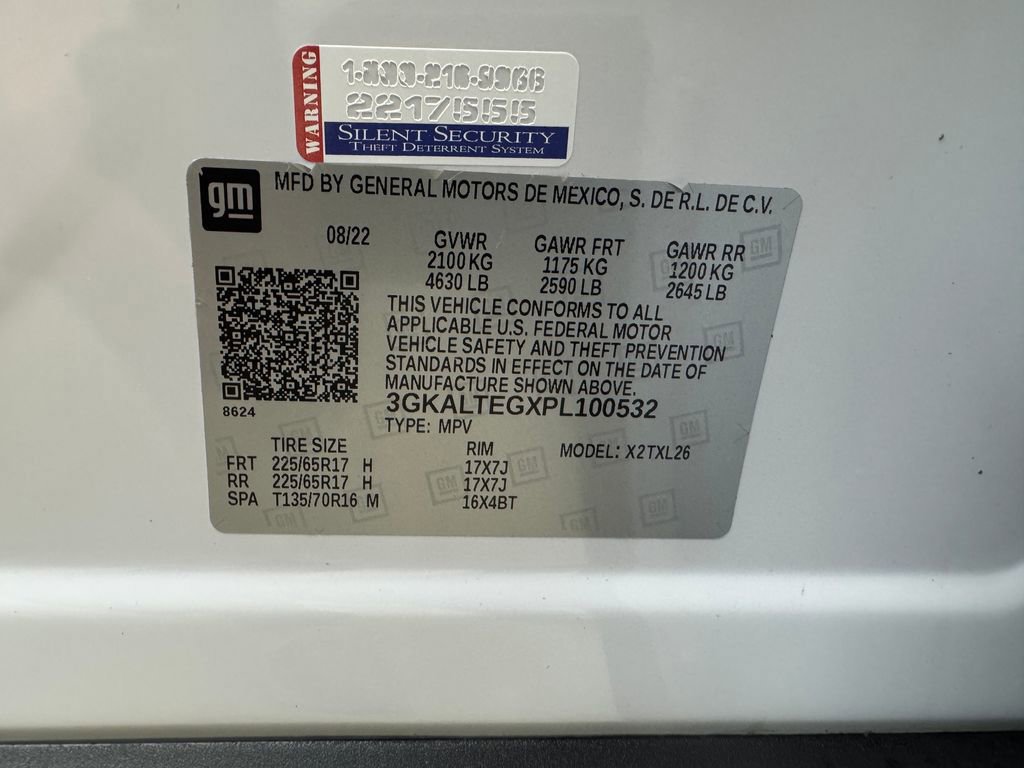 WARNING
1-800-218-9966
22175555
SILENT SECURITY
THEFT DETERRENT SYSTEM
gm
MFD BY GENERAL MOTORS DE MEXICO, S. DE R.L. DE C.V.
08/22 GVWR GAWR FRT GAWR RR
2100 KG 1175 KG 1200 KG
4630 LB 2590 LB 2645 LB
THIS VEHICLE CONFORMS TO ALL
APPLICABLE U.S. FEDERAL MOTOR
VEHICLE SAFETY AND THEFT PREVENTION
STANDARDS IN EFFECT ON THE DATE OF
MANUFACTURE SHOWN ABOVE.
8624
3GKALTEGXPL100532
TYPE: MPV
TIRE SIZE RIM MODEL: X2TXL26
FRT 225/65R17 H 17X7J
RR 225/65R17 H 17X7J
SPA T135/70R16 M 16X4BT